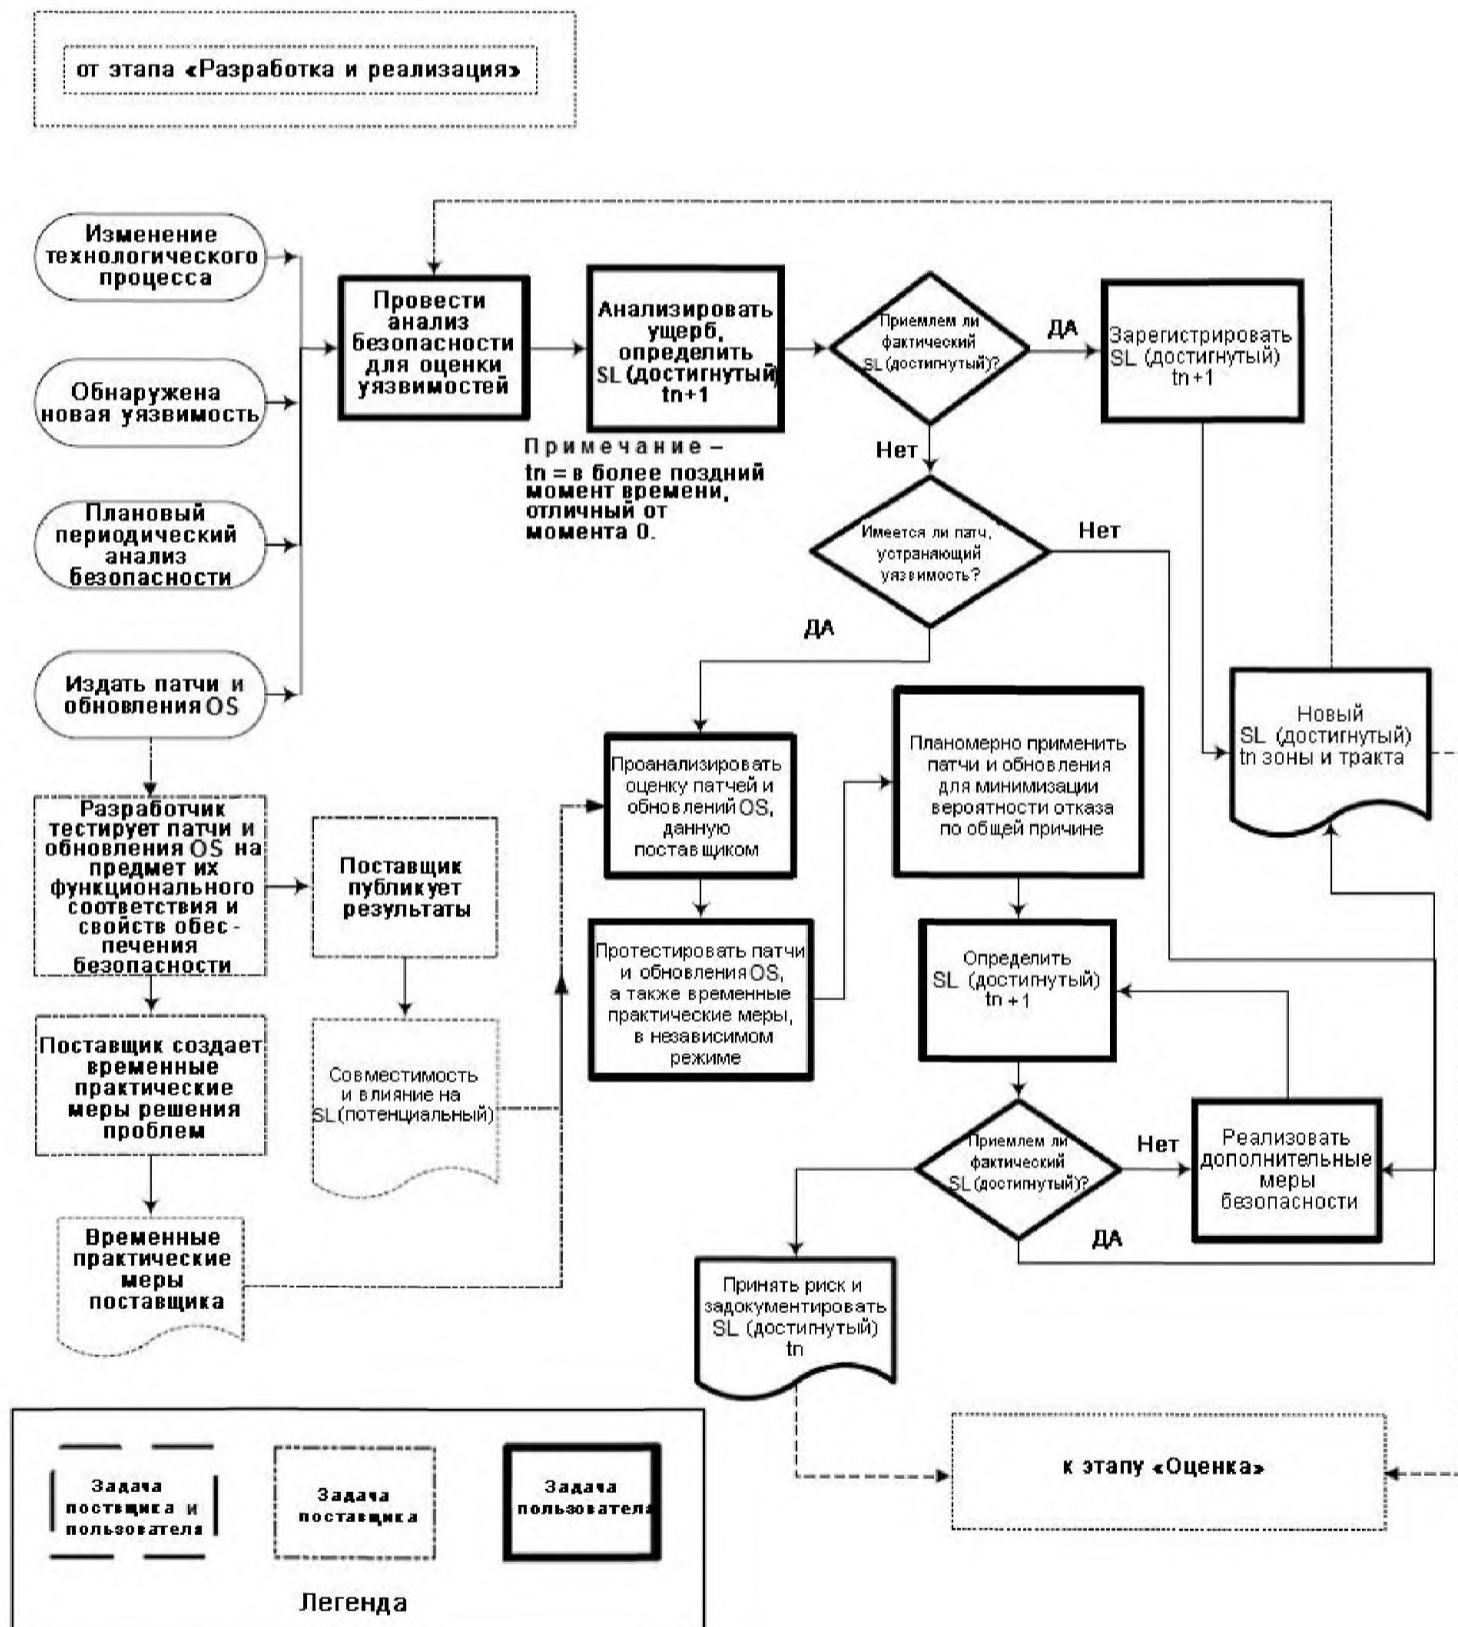 от этапа «Разработка и реализация»
Изменение
технологического
процесса
Обнаружена
новая уязвимость
Плановый
периодический
анализ
безопасности
Издать патчи и
обновления OS
Провести
анализ
безопасности
для оценки
уязвимостей
Анализировать
ущерб,
определить
SL (достигнутый)
tn+1
Примечание –
tn = в более поздний
момент времени,
отличный от
момента 0.
Приемлем ли
фактический
SL (достигнутый)?
ДА
Зарегистрировать
SL (достигнутый)
tn+1
Нет
Имеется ли патч,
устраняющий
уязвимость?
Нет
ДА
Новый
SL (достигнутый)
tn зоны и тракта
Проанализировать
оценку патчей и
обновлений OS,
данную
поставщиком
Планомерно применить
патчи и обновления
для минимизации
вероятности отказа
по общей причине
Разработчик
тестирует патчи и
обновления OS на
предмет их
функционального
соответствия и
свойств обес -
печения
безопасности
Поставщик
публикует
результаты
Протестировать патчи
и обновления OS,
а также временные
практические меры,
в независимом
режиме
Определить
SL (достигнутый)
tn +1
Поставщик создает
временные
практические
меры решения
проблем
Совместимость
и влияние на
SL (потенциальный)
Приемлем ли
фактический
SL (достигнутый)?
Нет
Реализовать
дополнительные
меры
безопасности
ДА
Временные
практические
меры
поставщика
Принять риск и
задокументировать
SL (достигнутый)
tn
к этапу «Оценка»
Задача
поствщика и
пользователя
Задача
поставщика
Задача
пользователя
Легенда